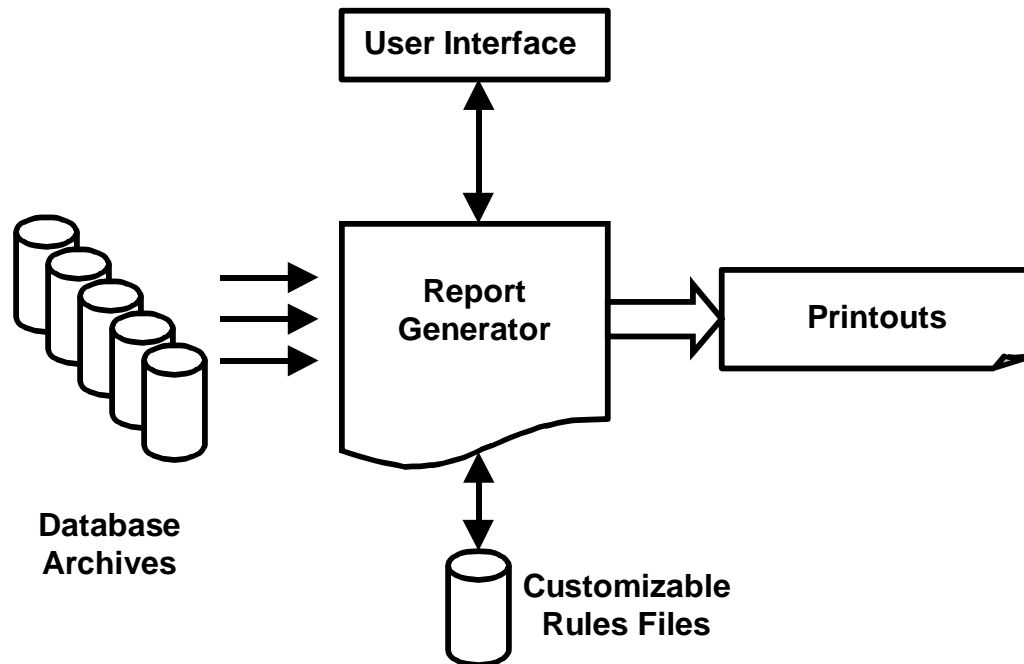 User Interface
Report
Generator
Printouts
Database
Archives
Customizable
Rules Files